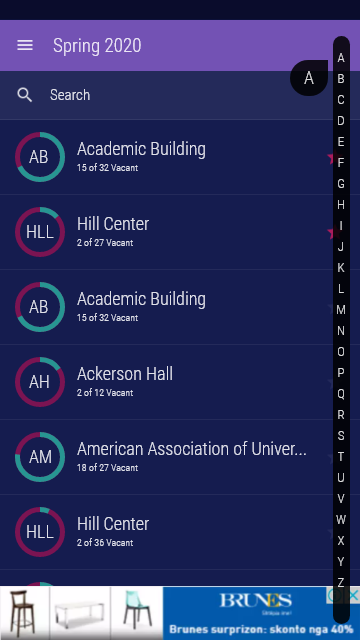 Spring 2020
A
Search
AB
Academic Building
15 of 32 Vacant
HLL
Hill Center
2 of 27 Vacant
AB
Academic Building
15 of 32 Vacant
AH
Ackerson Hall
2 of 12 Vacant
AM
American Association of Univer...
18 of 27 Vacant
HLL
Hill Center
2 of 36 Vacant
A
B
C
D
E
F
G
H
I
J
K
L
M
N
O
P
Q
R
S
T
U
V
W
X
Y
Z
BRUNES
Brunes surprizon: skonto nga 40%